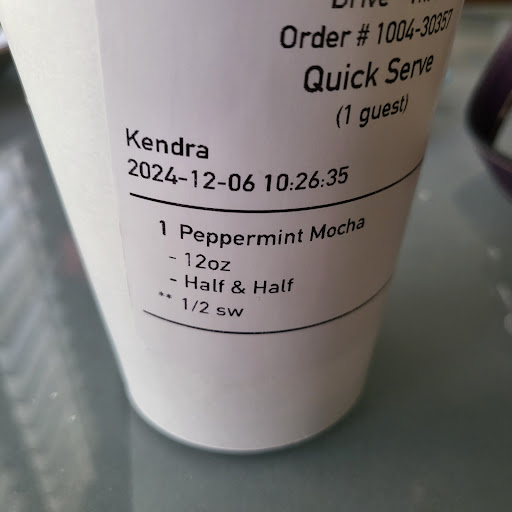 Order # 1004-30357
Quick Serve
(1 guest)
Kendra
2024-12-06 10:26:35
1 Peppermint Mocha
- 12oz
- Half & Half
** 1/2 sw